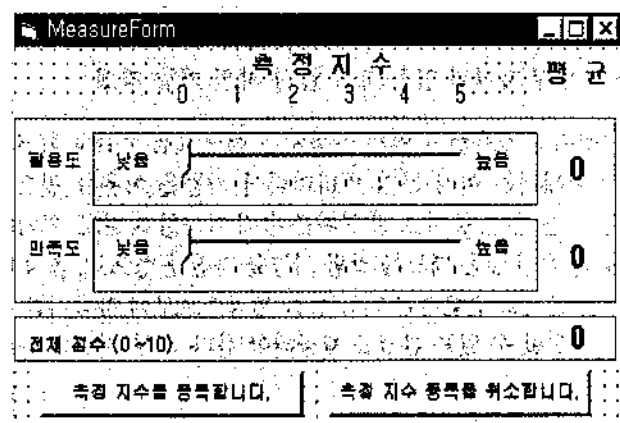 MeasureForm
측 정 지 수 평 균
0 1 2 3 4 5
활용도 낮음 높음 0
만족도 낮음 높음 0
전체 점수 (0 ~10) 0
측정 지수를 등록합니다. 측정 지수 등록을 취소합니다.